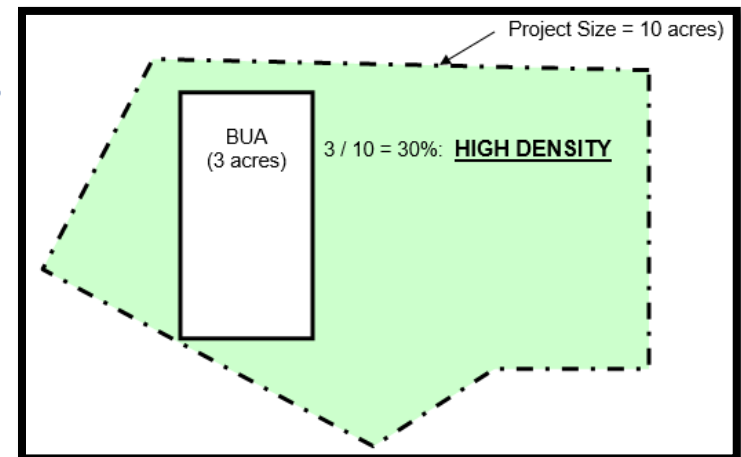 Project Size = 10 acres)
BUA
(3 acres)
3 / 10 = 30%: HIGH DENSITY